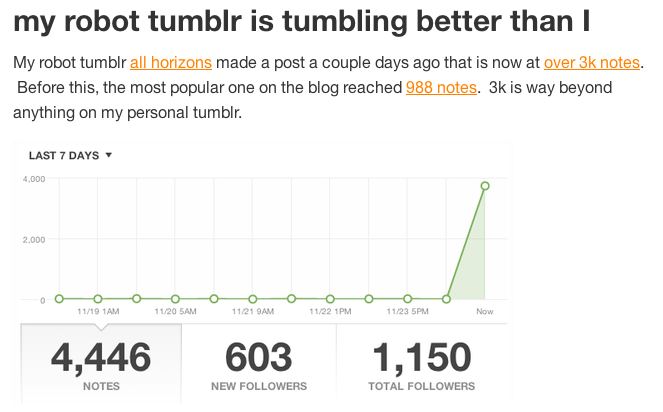 my robot tumblr is tumbling better than I
My robot tumblr all horizons made a post a couple days ago that is now at over 3k notes.
Before this, the most popular one on the blog reached 988 notes.  3k is way beyond
anything on my personal tumblr.
LAST 7 DAYS ▼
4,000
2,000
0
11/19 1AM 11/20 5AM 11/21 9AM 11/22 1PM 11/23 5PM Now
4,446 603 1,150
NOTES NEW FOLLOWERS TOTAL FOLLOWERS